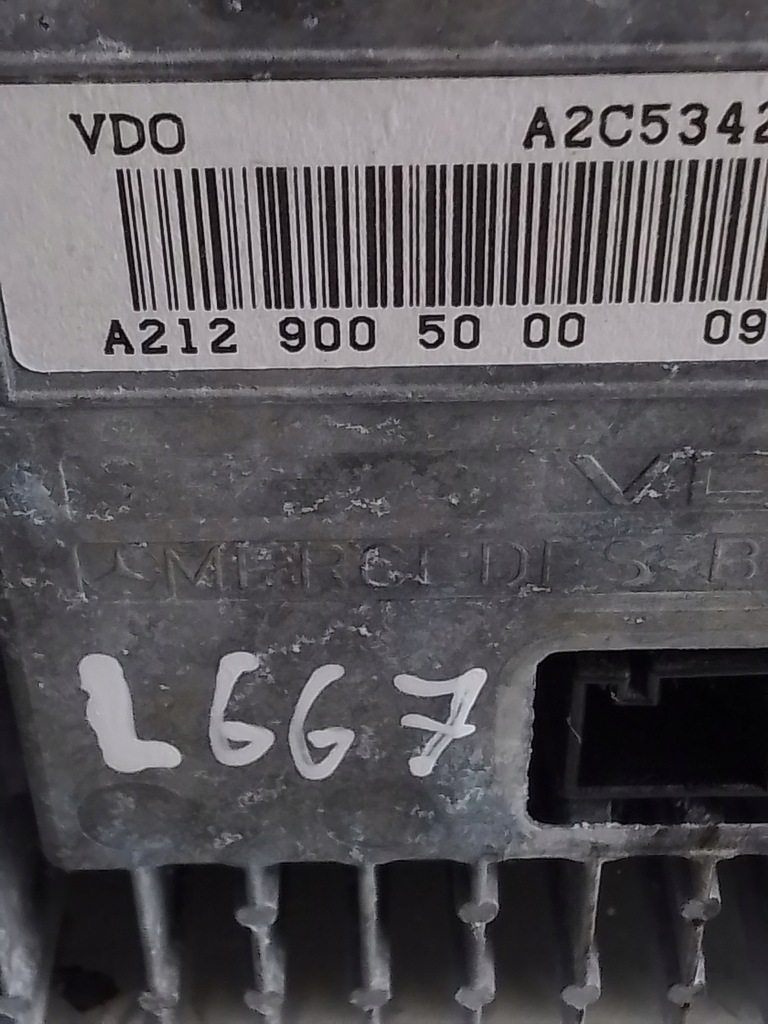 VDO A2C5342
A212 900 50 00 09
MERCEDES-B
L667